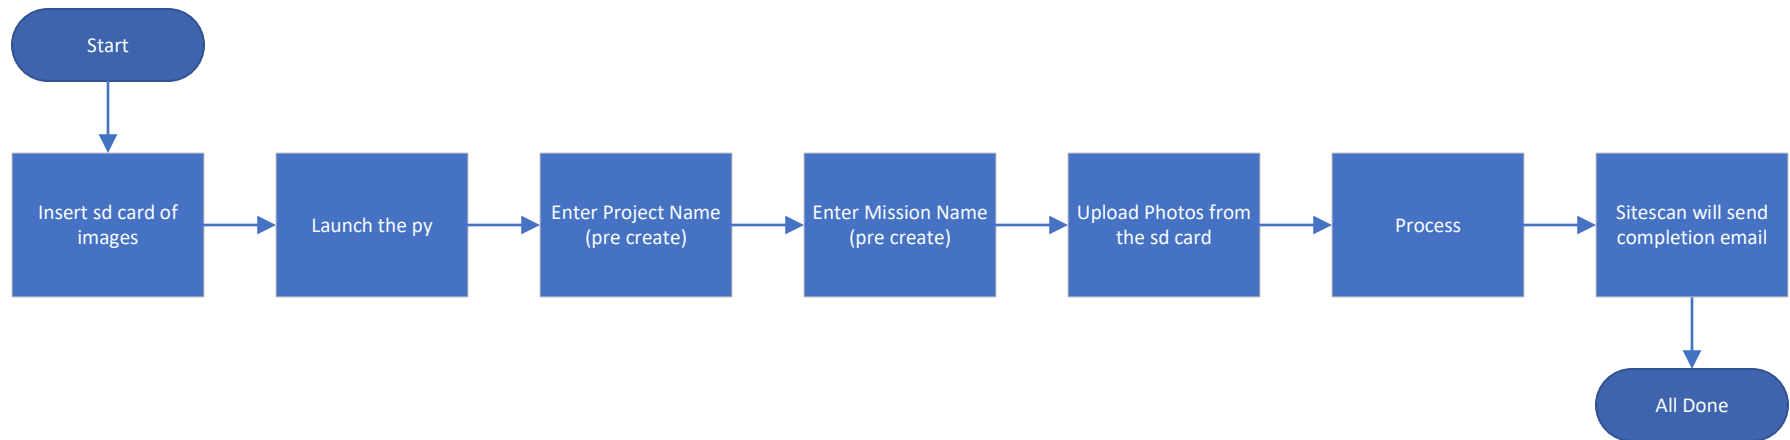 Start
Insert sd card of
images
Launch the py
Enter Project Name
(pre create)
Enter Mission Name
(pre create)
Upload Photos from
the sd card
Process
Sitescan will send
completion email
All Done